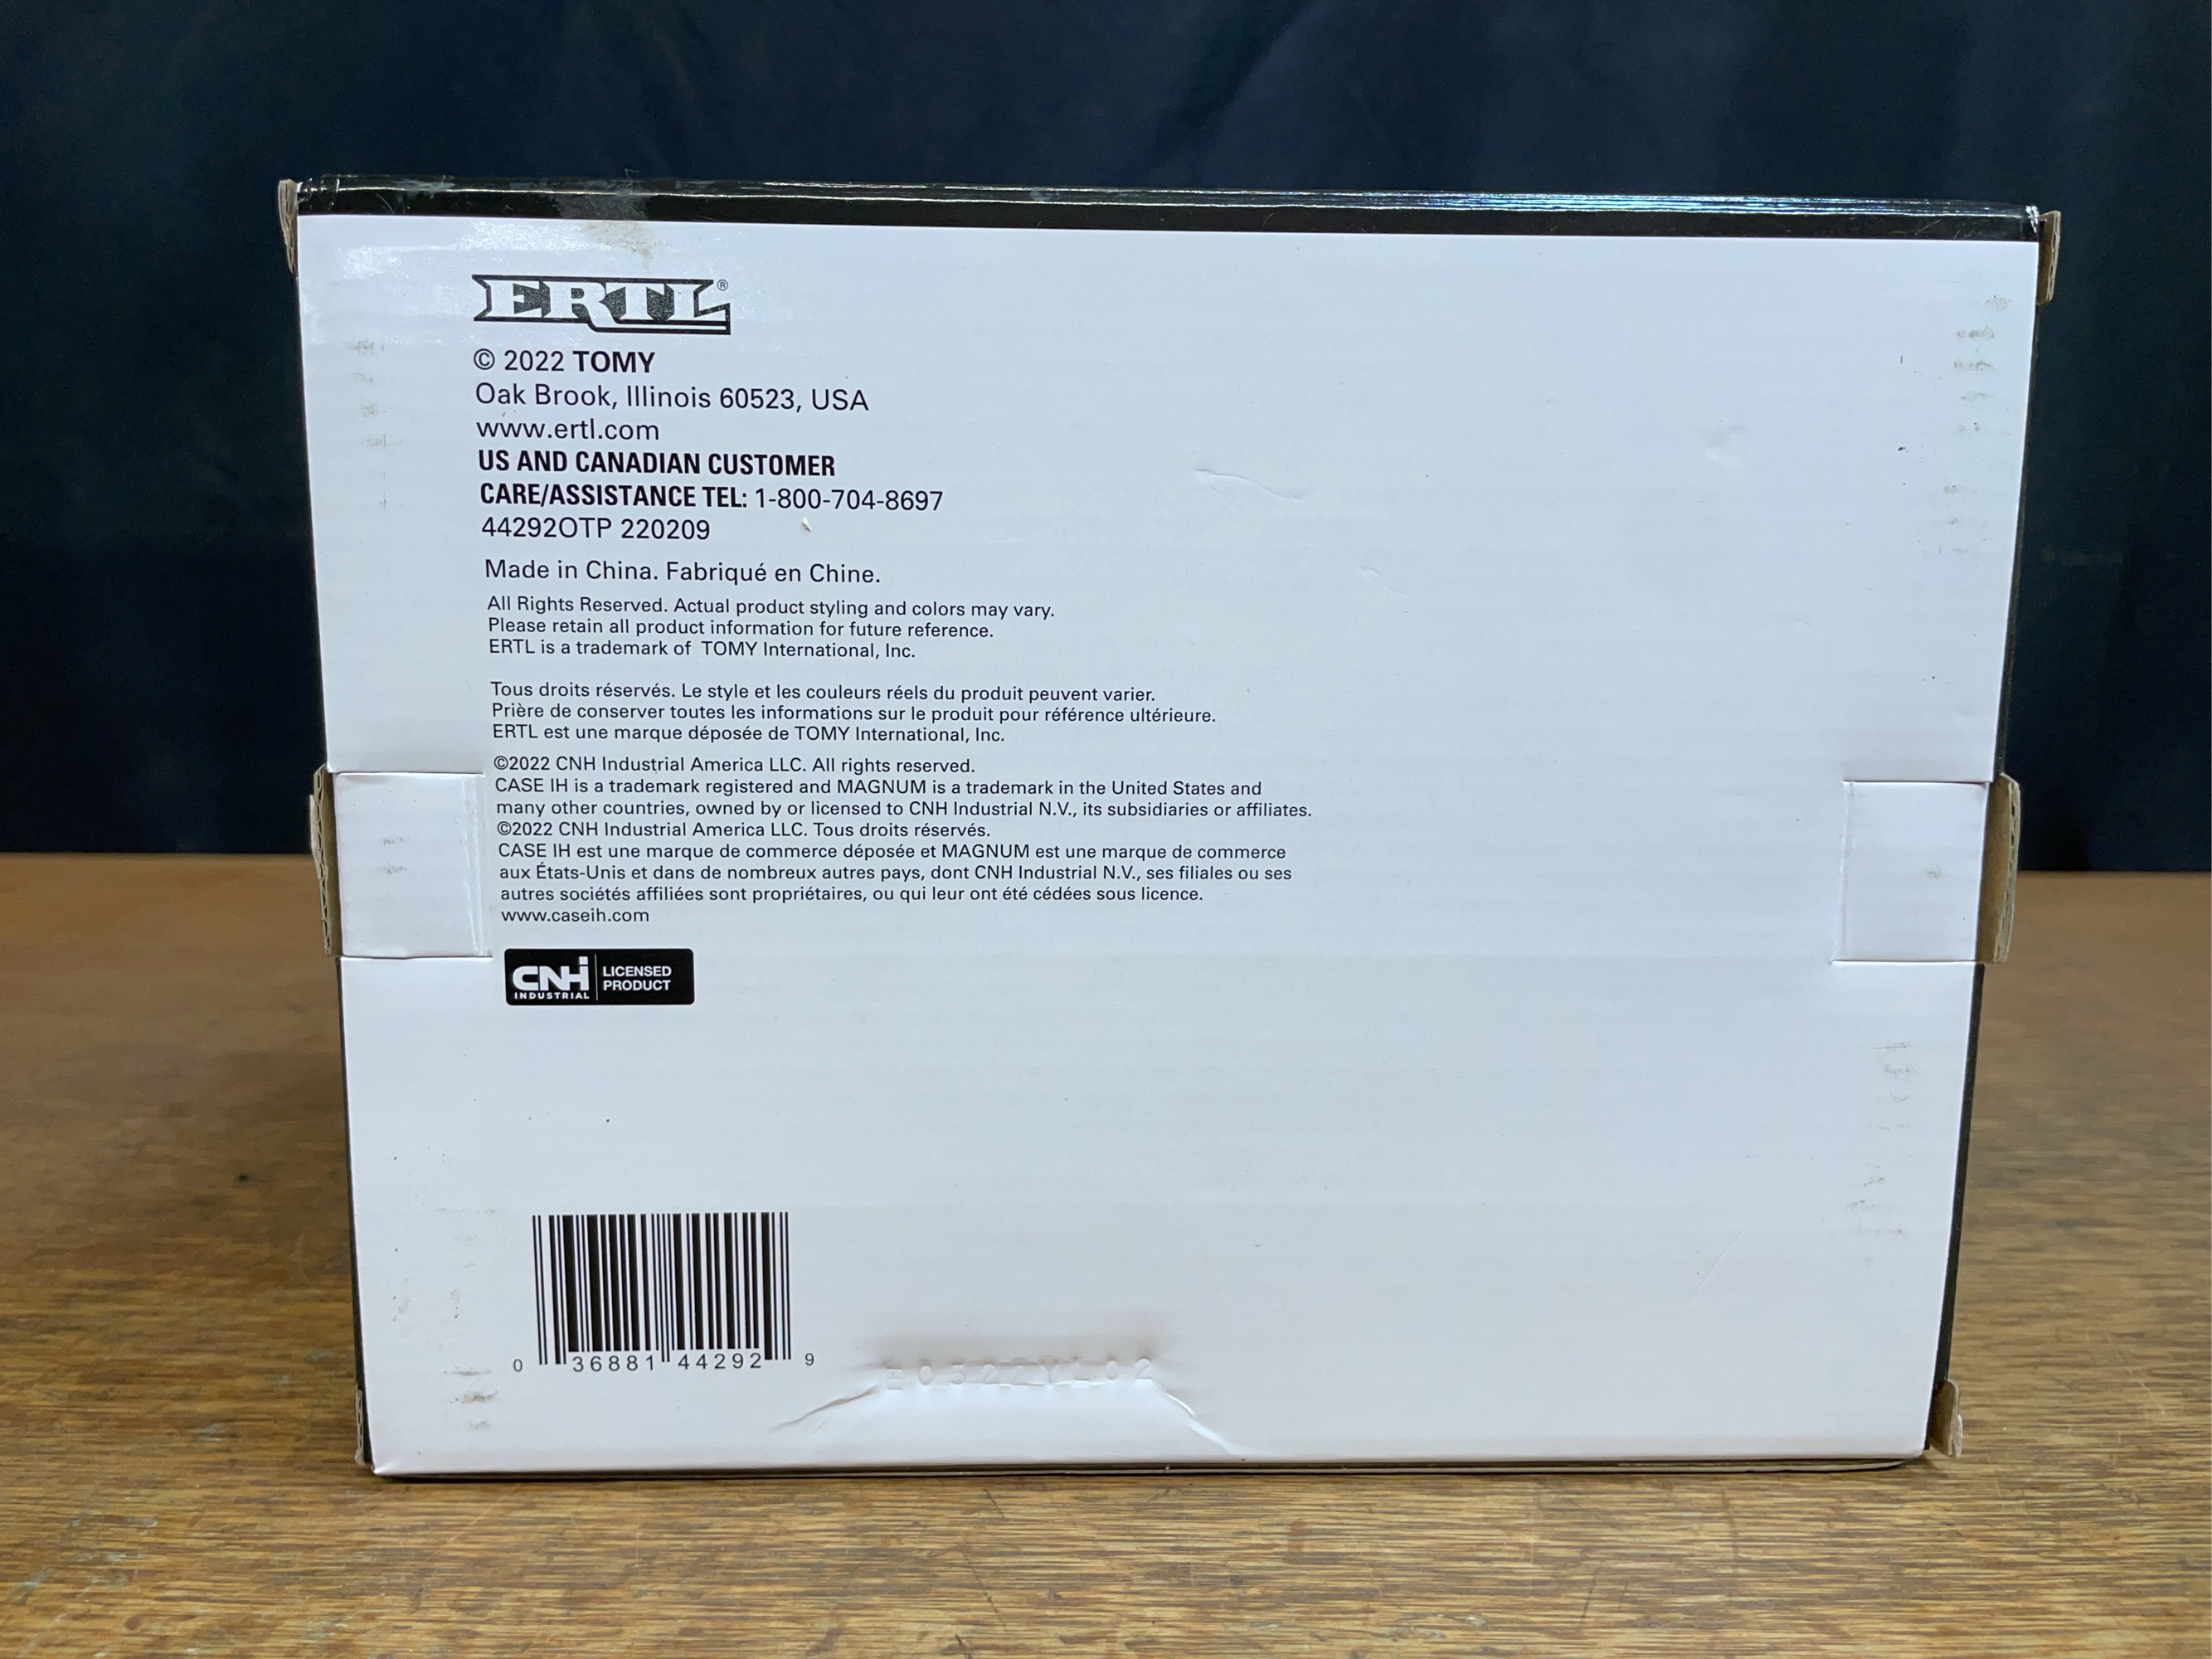 ERTL®
© 2022 TOMY
Oak Brook, Illinois 60523, USA
www.ertl.com
US AND CANADIAN CUSTOMER
CARE/ASSISTANCE TEL: 1-800-704-8697
44292OTP 220209
Made in China. Fabriqué en Chine.
All Rights Reserved. Actual product styling and colors may vary.
Please retain all product information for future reference.
ERTL is a trademark of TOMY International, Inc.
Tous droits réservés. Le style et les couleurs réels du produit peuvent varier.
Prière de conserver toutes les informations sur le produit pour référence ultérieure.
ERTL est une marque déposée de TOMY International, Inc.
©2022 CNH Industrial America LLC. All rights reserved.
CASE IH is a trademark registered and MAGNUM is a trademark in the United States and
many other countries, owned by or licensed to CNH Industrial N.V., its subsidiaries or affiliates.
©2022 CNH Industrial America LLC. Tous droits réservés.
CASE IH est une marque de commerce déposée et MAGNUM est une marque de commerce
aux États-Unis et dans de nombreux autres pays, dont CNH Industrial N.V., ses filiales ou ses
autres sociétés affiliées sont propriétaires, ou qui leur ont été cédées sous licence.
www.caseih.com
CNH INDUSTRIAL LICENSED PRODUCT
0 36881 44292 9